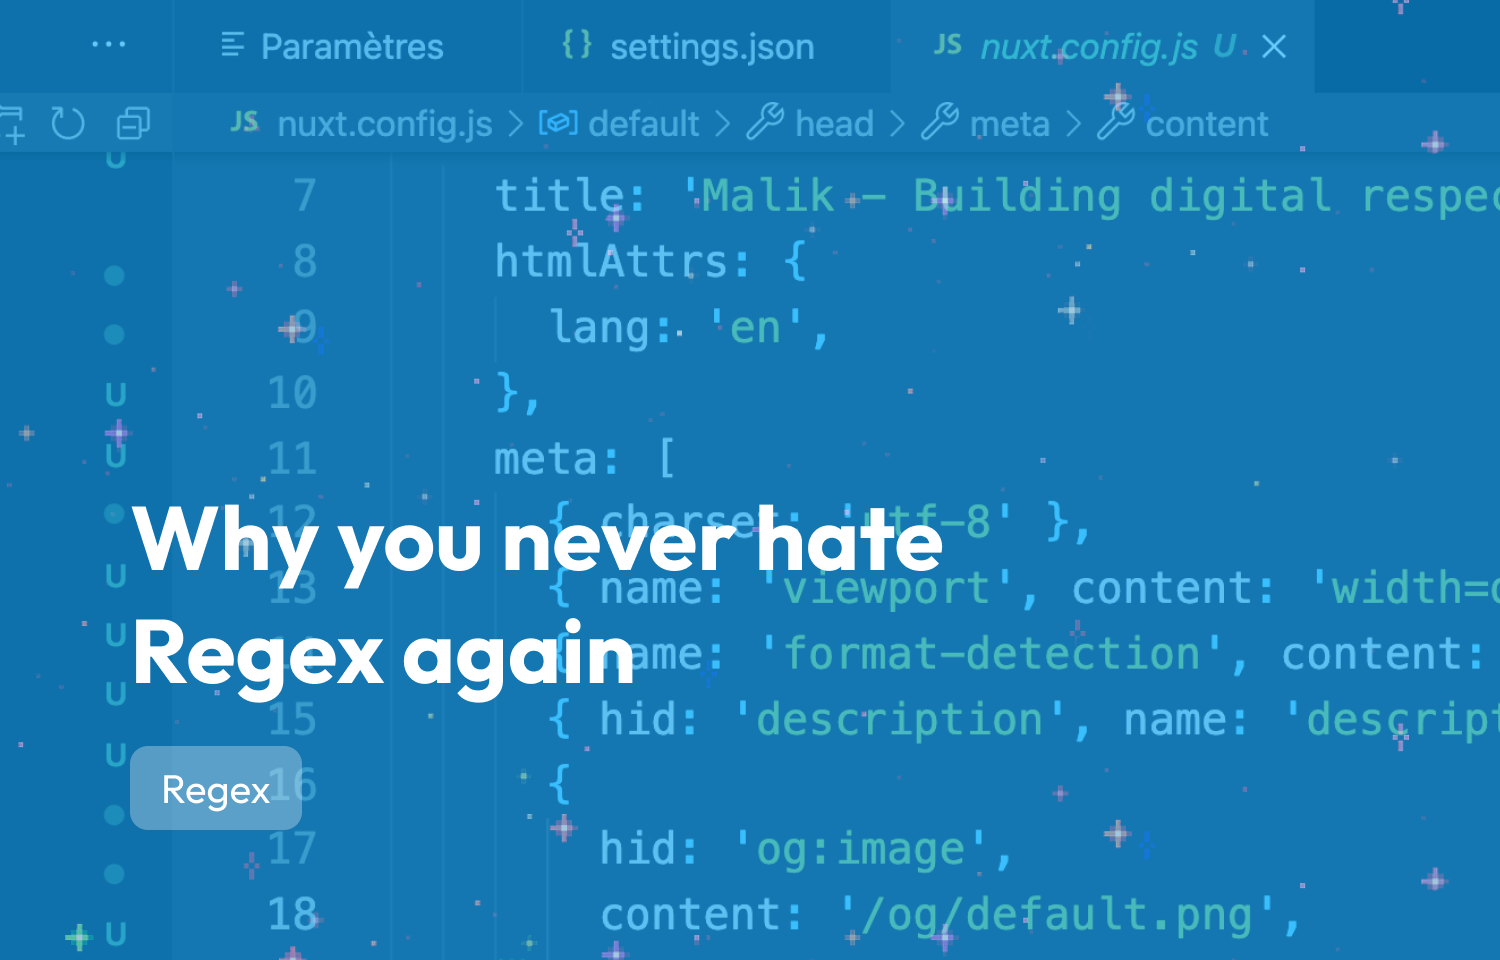 Paramètres settings.json nuxt.config.js U
JS nuxt.config.js > default > head > meta > content
7 title: 'Malik – Building digital respec
8 htmlAttrs: {
9 lang: 'en',
10 },
11 meta: [
12 { charset: 'utf-8' },
Why you never hate
13 { name: 'viewport', content: 'width=d
{ name: 'format-detection', content:
Regex again
15 { hid: 'description', name: 'descript
16 {
Regex
17 hid: 'og:image',
18 content: '/og/default.png',